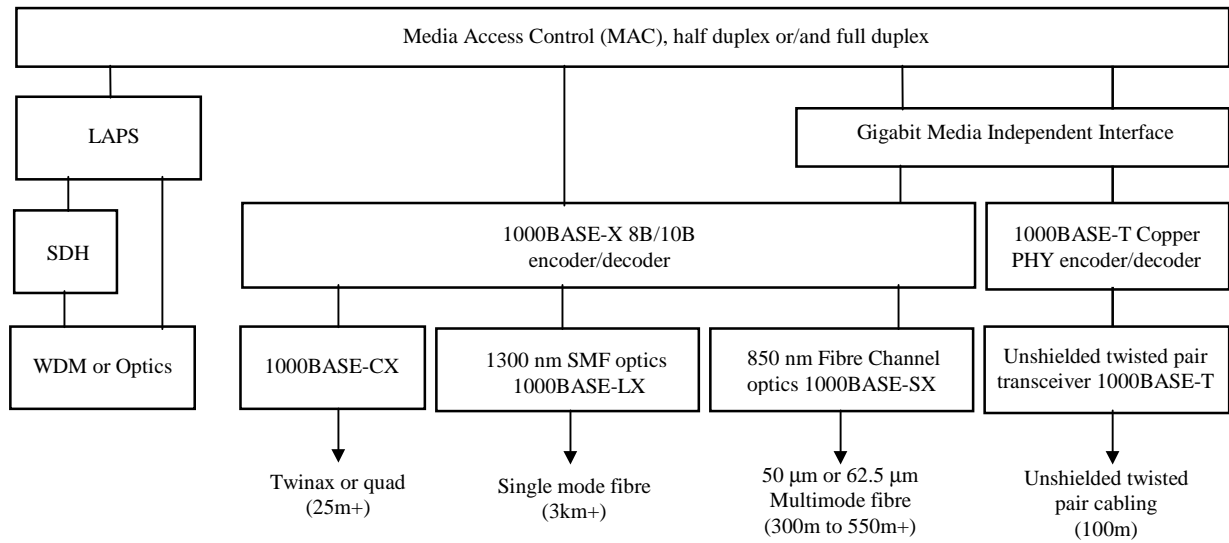 Media Access Control (MAC), half duplex or/and full duplex
LAPS
Gigabit Media Independent Interface
SDH
1000BASE-X 8B/10B
encoder/decoder
1000BASE-T Copper
PHY encoder/decoder
WDM or Optics
1000BASE-CX
1300 nm SMF optics
1000BASE-LX
850 nm Fibre Channel
optics 1000BASE-SX
Unshielded twisted pair
transceiver 1000BASE-T
Twinax or quad
(25m+)
Single mode fibre
(3km+)
50 μm or 62.5 μm
Multimode fibre
(300m to 550m+)
Unshielded twisted
pair cabling
(100m)